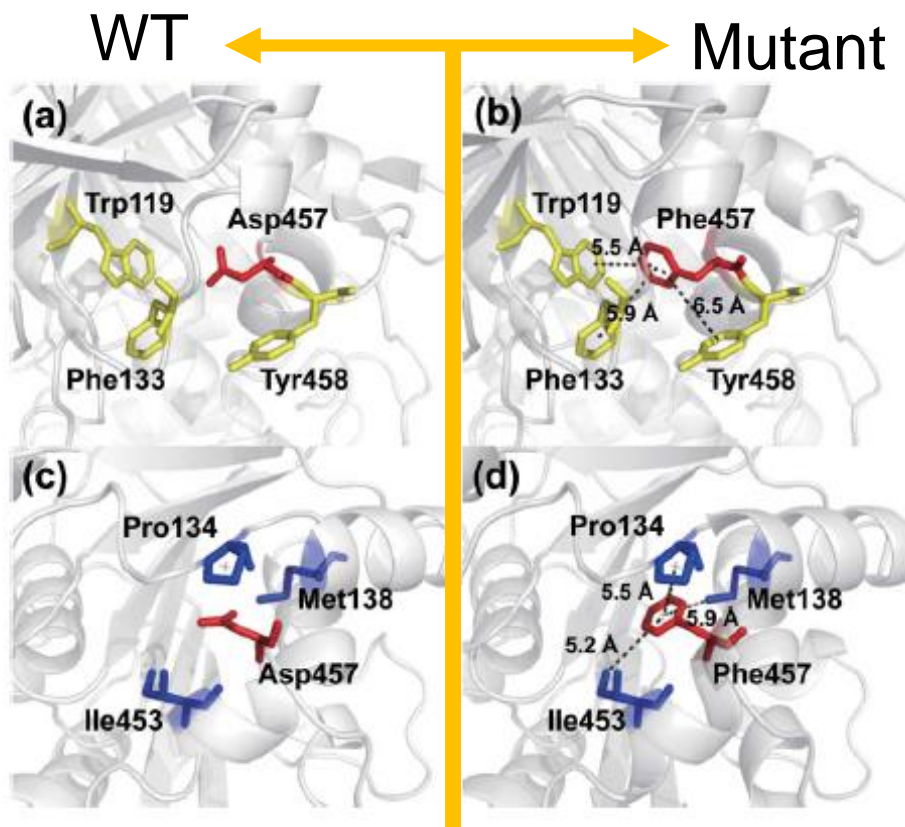 WT
Mutant
(a)
Trp119
Asp457
Phe133
Tyr458
(b)
Trp119
Phe457
5.5 Å
5.9 Å
6.5 Å
Phe133
Tyr458
(c)
Pro134
Met138
Asp457
Ile453
(d)
Pro134
5.5 Å
Met138
5.9 Å
5.2 Å
Phe457
Ile453